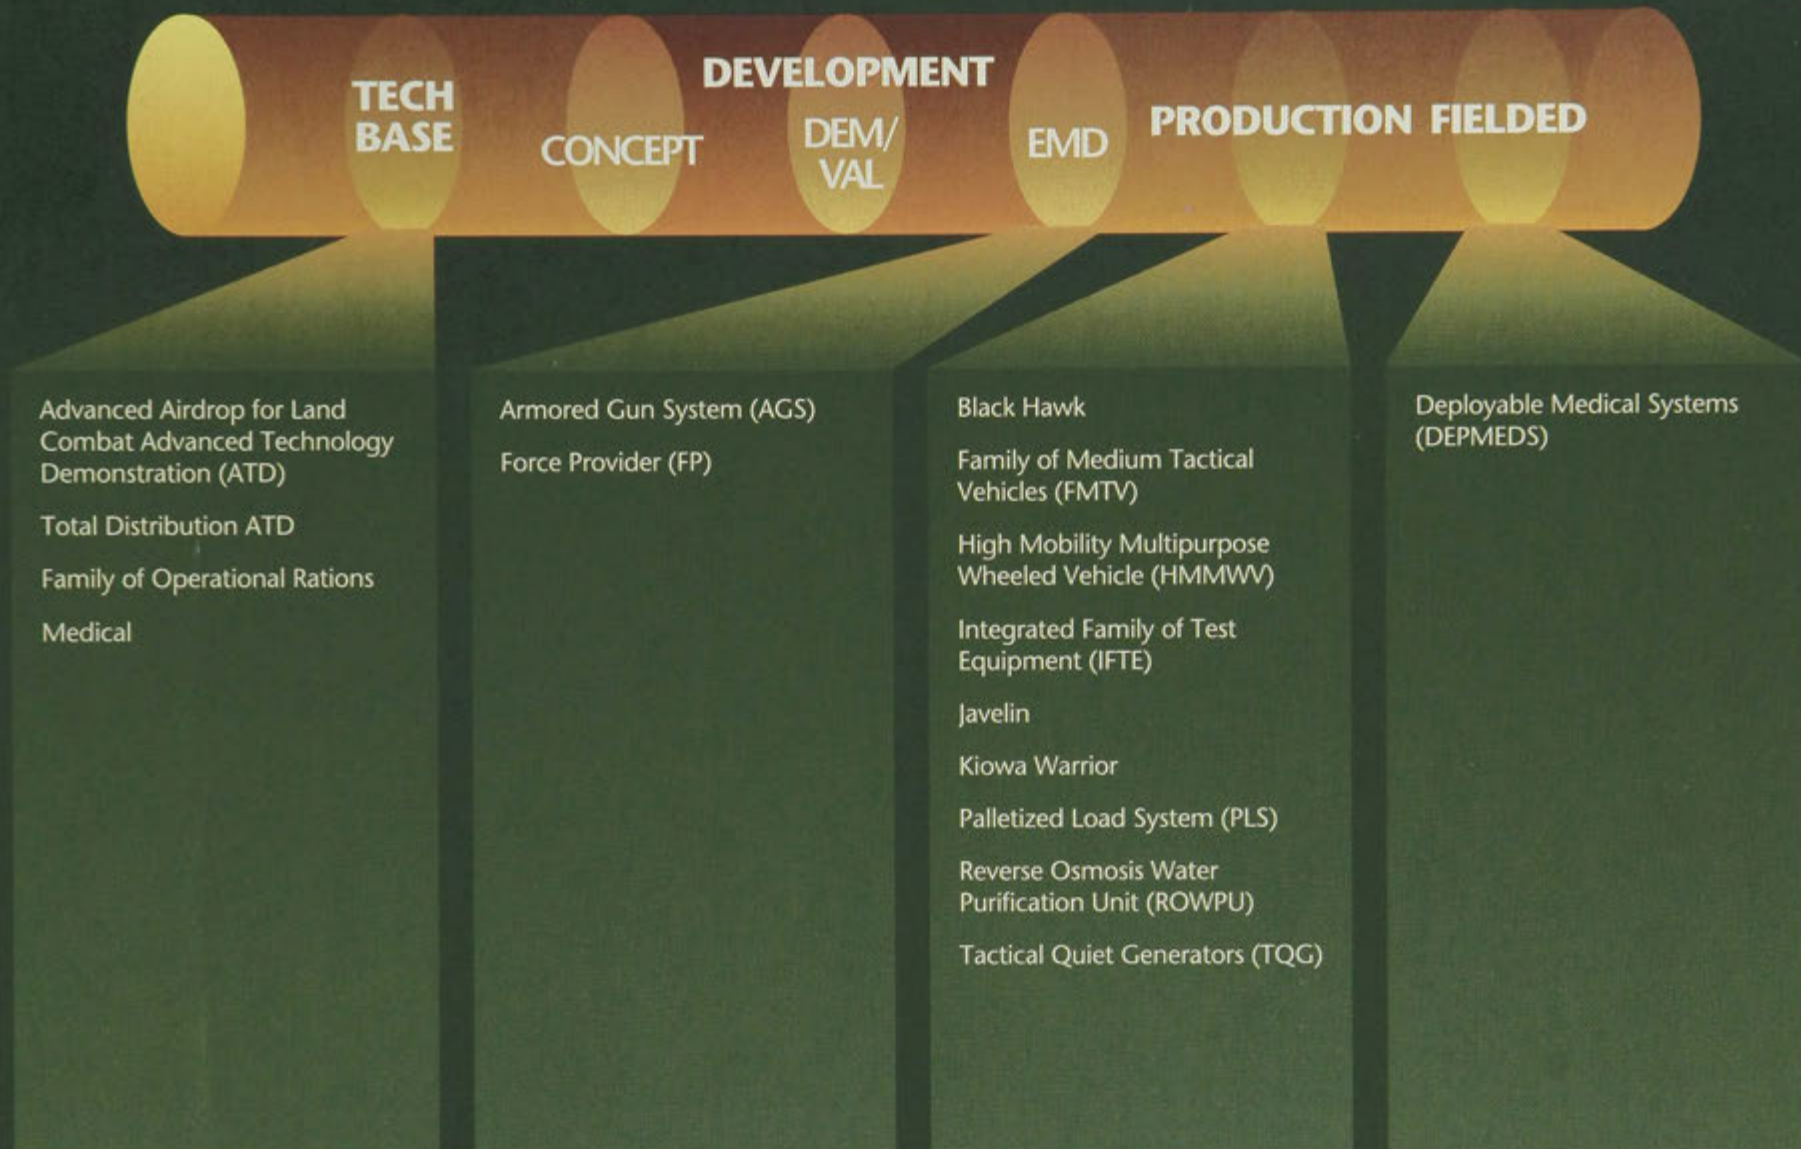 TECH
BASE
DEVELOPMENT
CONCEPT
DEM/
VAL
EMD
PRODUCTION
FIELDED
Advanced Airdrop for Land
Combat Advanced Technology
Demonstration (ATD)
Total Distribution ATD
Family of Operational Rations
Medical
Armored Gun System (AGS)
Force Provider (FP)
Black Hawk
Family of Medium Tactical
Vehicles (FMTV)
High Mobility Multipurpose
Wheeled Vehicle (HMMWV)
Integrated Family of Test
Equipment (IFTE)
Javelin
Kiowa Warrior
Palletized Load System (PLS)
Reverse Osmosis Water
Purification Unit (ROWPU)
Tactical Quiet Generators (TQG)
Deployable Medical Systems
(DEPMEDS)